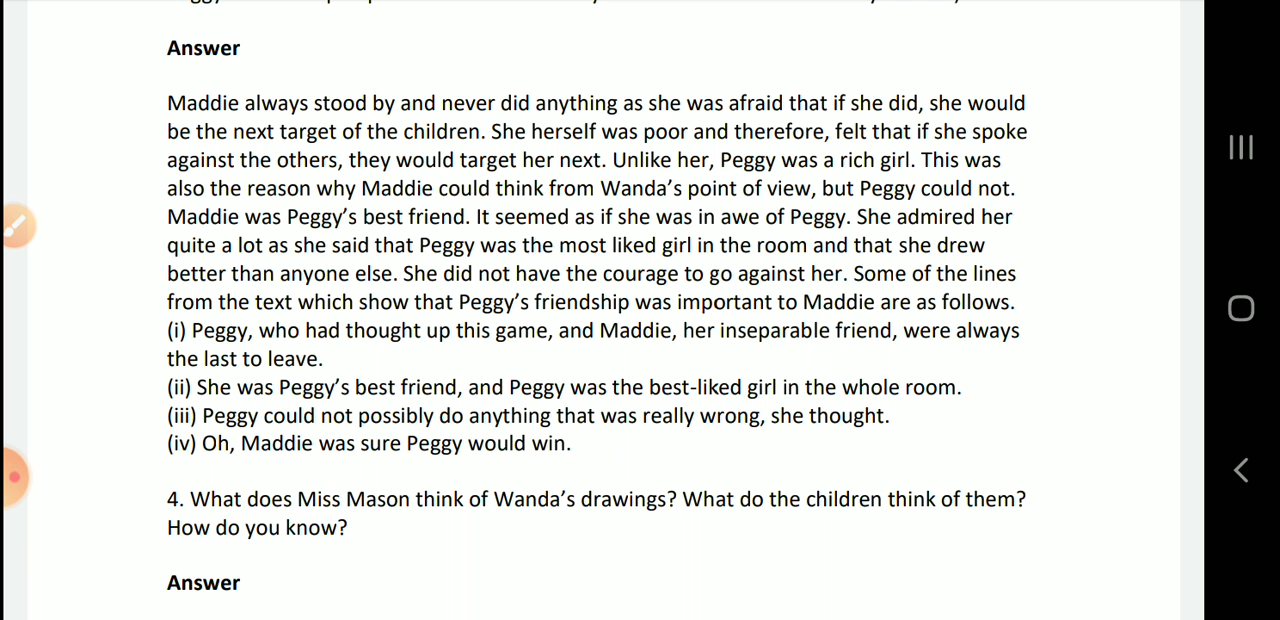 Answer
Maddie always stood by and never did anything as she was afraid that if she did, she would
be the next target of the children. She herself was poor and therefore, felt that if she spoke
against the others, they would target her next. Unlike her, Peggy was a rich girl. This was
also the reason why Maddie could think from Wanda’s point of view, but Peggy could not.
Maddie was Peggy’s best friend. It seemed as if she was in awe of Peggy. She admired her
quite a lot as she said that Peggy was the most liked girl in the room and that she drew
better than anyone else. She did not have the courage to go against her. Some of the lines
from the text which show that Peggy’s friendship was important to Maddie are as follows.
(i) Peggy, who had thought up this game, and Maddie, her inseparable friend, were always
the last to leave.
(ii) She was Peggy’s best friend, and Peggy was the best-liked girl in the whole room.
(iii) Peggy could not possibly do anything that was really wrong, she thought.
(iv) Oh, Maddie was sure Peggy would win.
4. What does Miss Mason think of Wanda’s drawings? What do the children think of them?
How do you know?
Answer